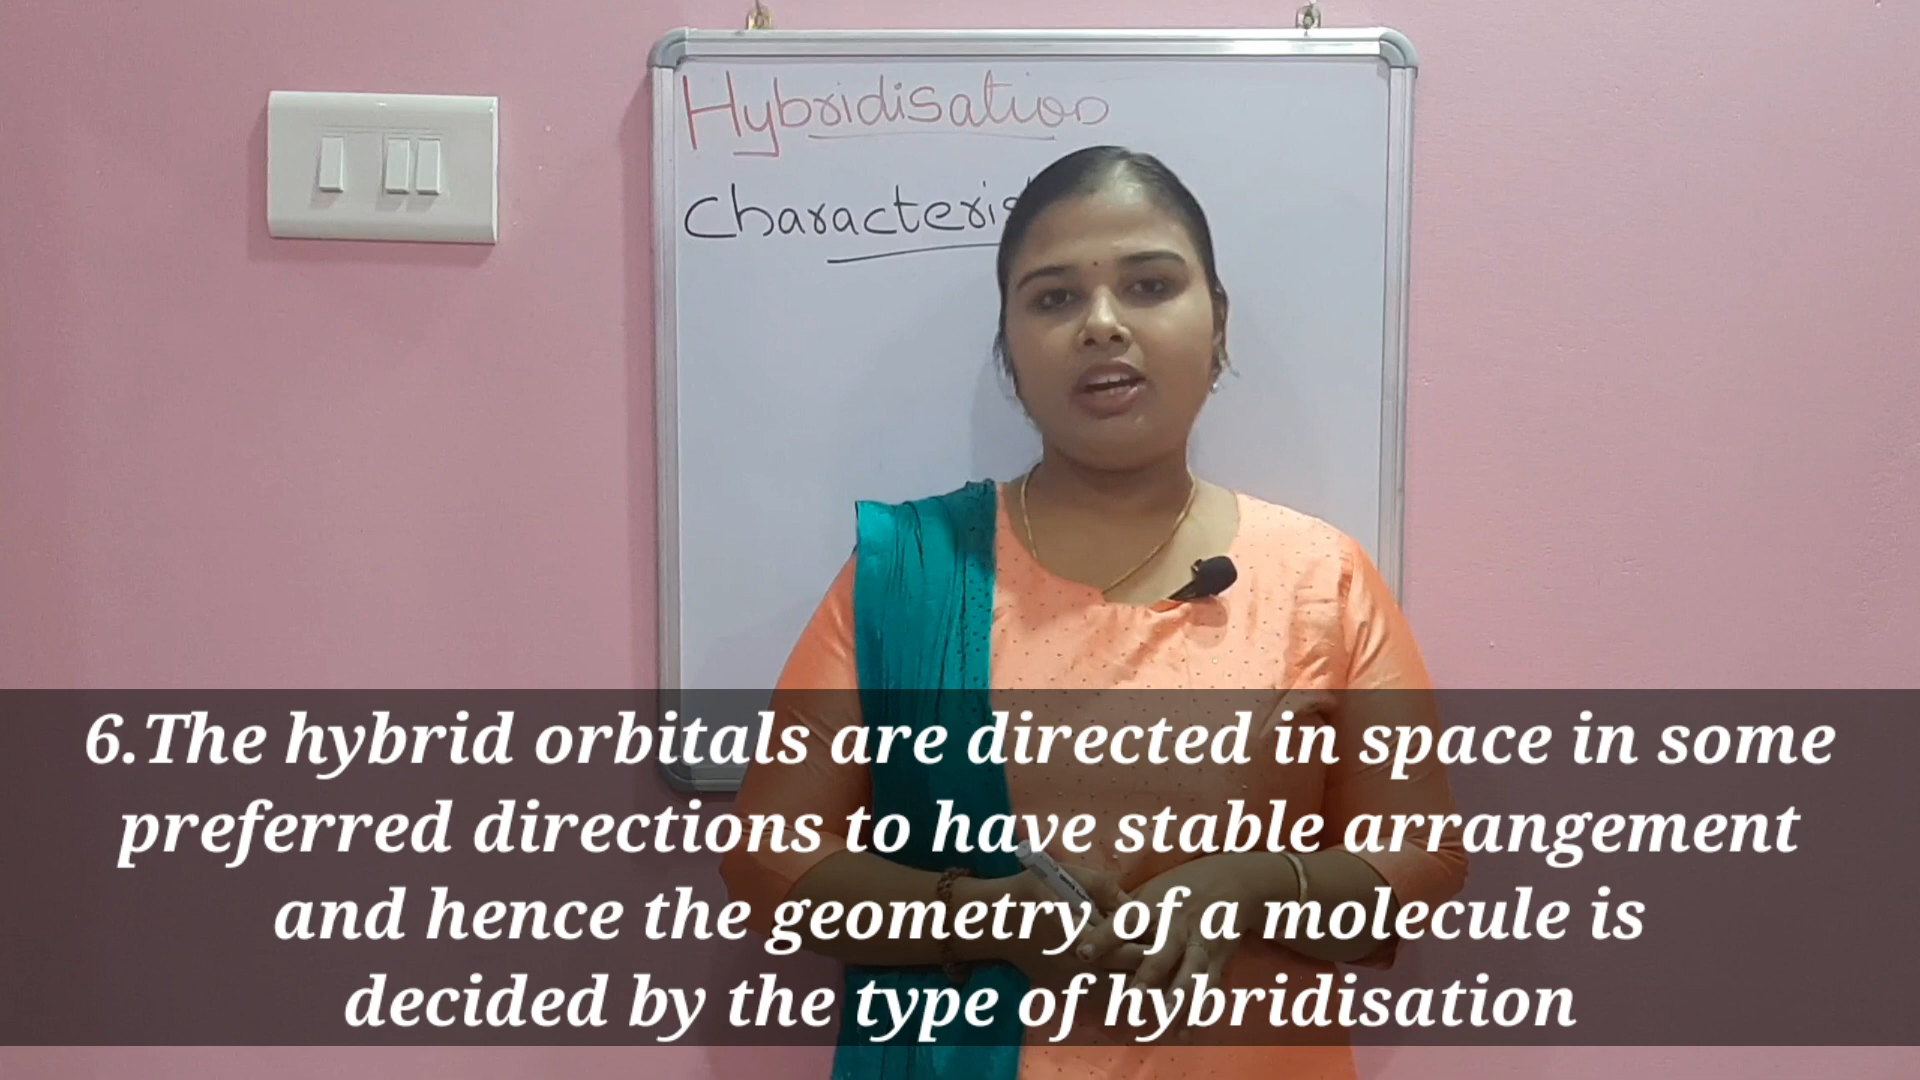 Hybridisation
Characteris
6.The hybrid orbitals are directed in space in some
preferred directions to have stable arrangement
and hence the geometry of a molecule is
decided by the type of hybridisation